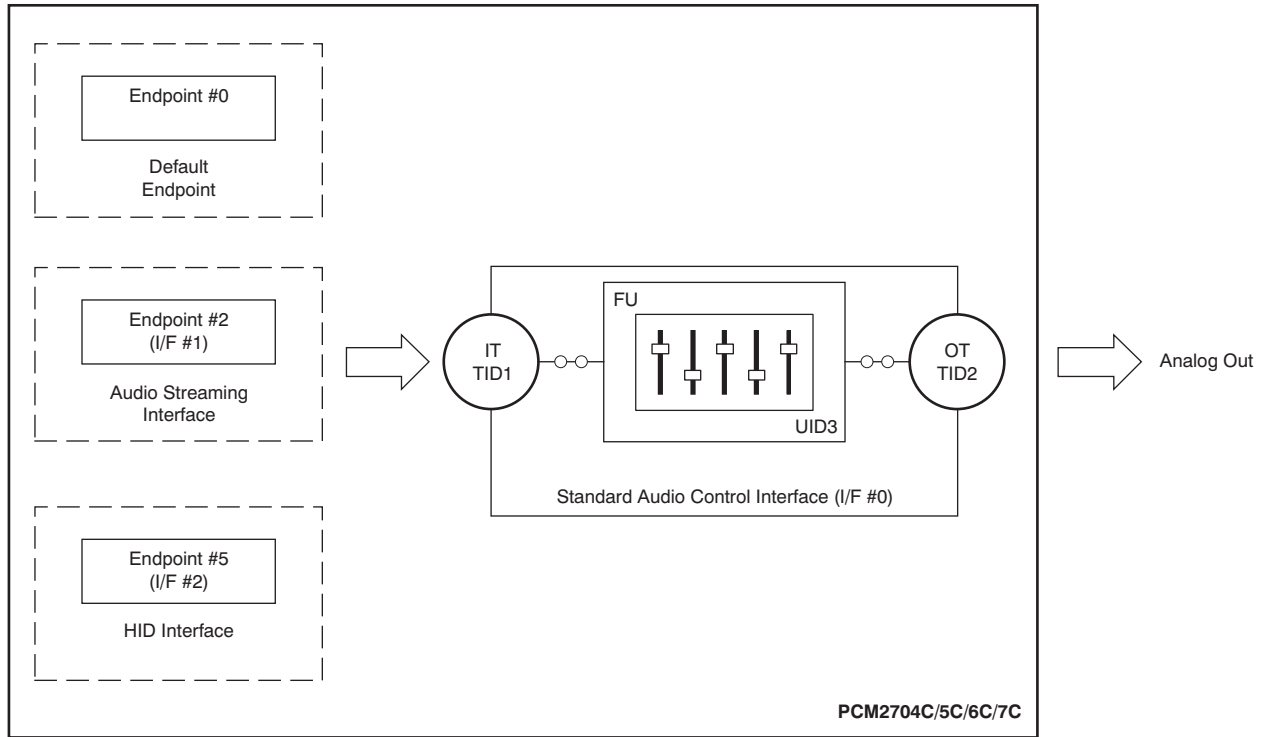 Endpoint #0
Default
Endpoint
Endpoint #2
(I/F #1)
Audio Streaming
Interface
Endpoint #5
(I/F #2)
HID Interface
IT
TID1
FU
UID3
OT
TID2
Standard Audio Control Interface (I/F #0)
Analog Out
PCM2704C/5C/6C/7C